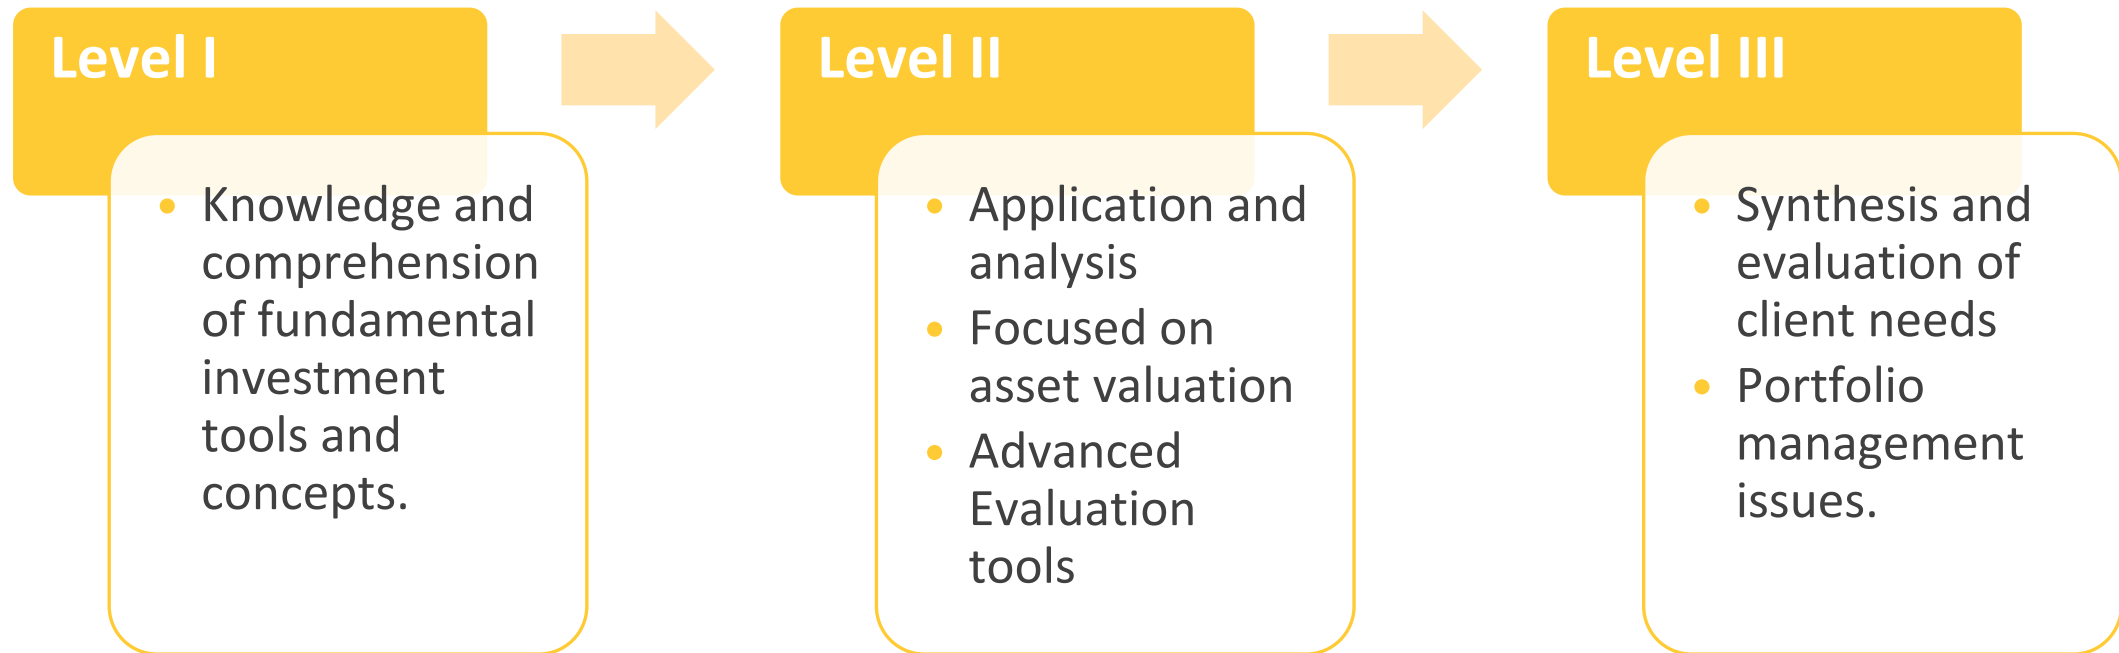 Level I
• Knowledge and
comprehension
of fundamental
investment
tools and
concepts.
Level II
• Application and
analysis
• Focused on
asset valuation
• Advanced
Evaluation
tools
Level III
• Synthesis and
evaluation of
client needs
• Portfolio
management
issues.